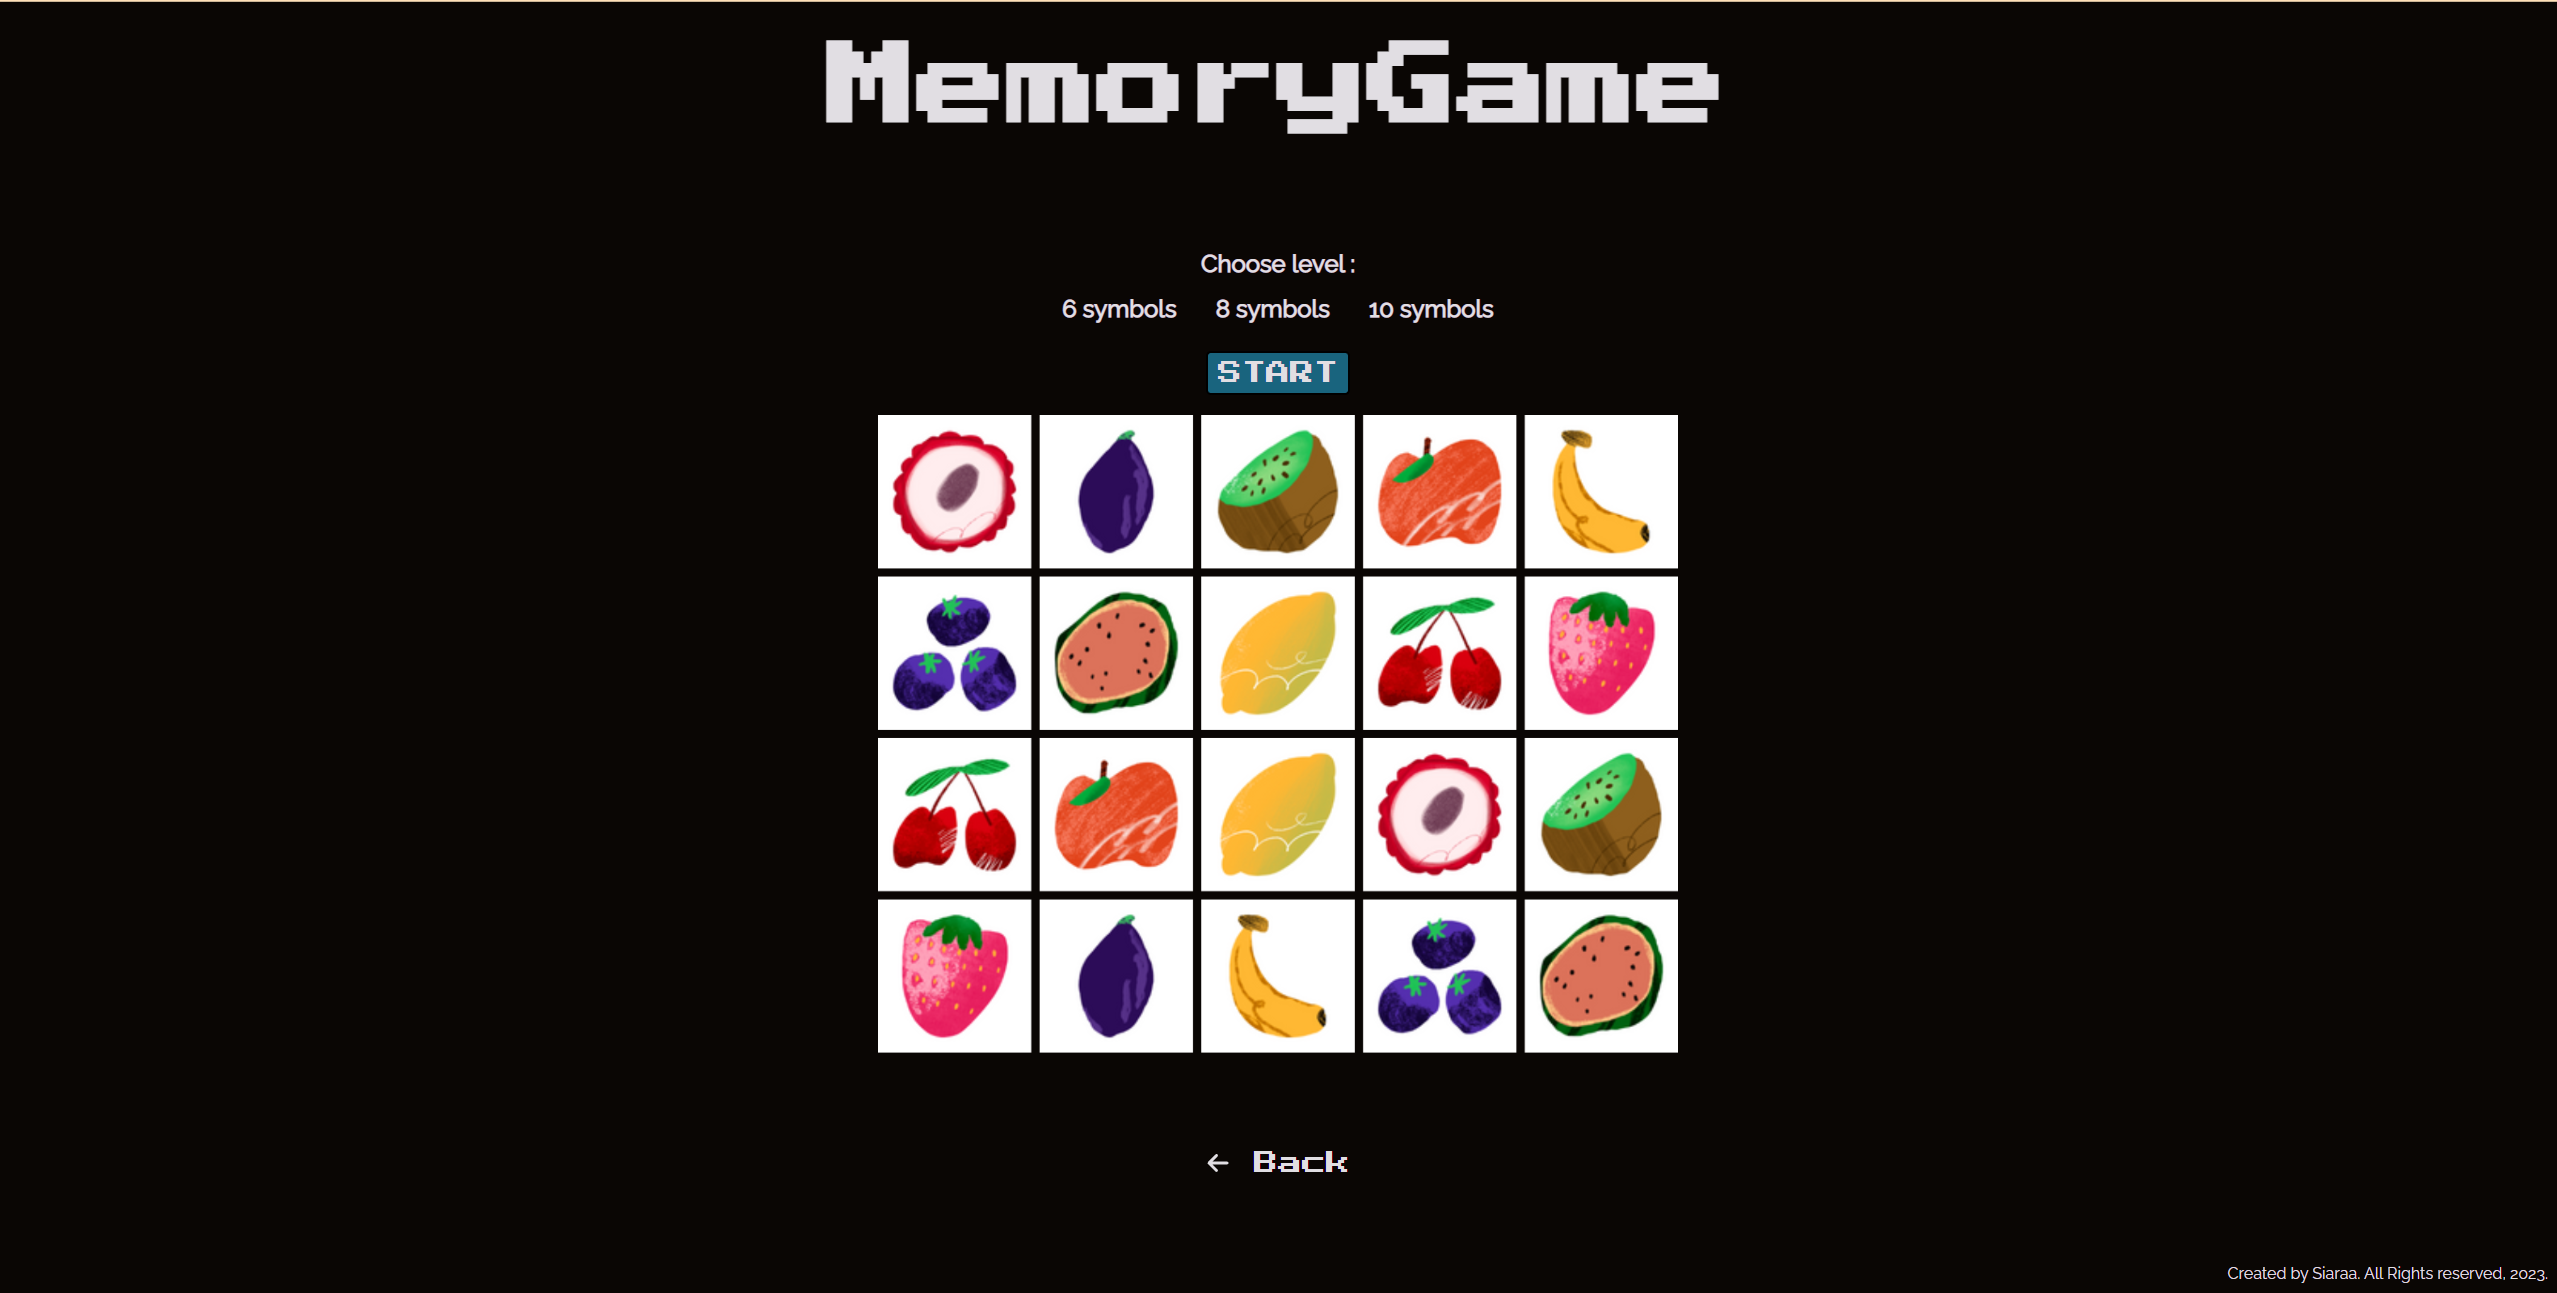 MemoryGame
Choose level :
6 symbols 8 symbols 10 symbols
START
← Back
Created by Siaraa. All Rights reserved, 2023.